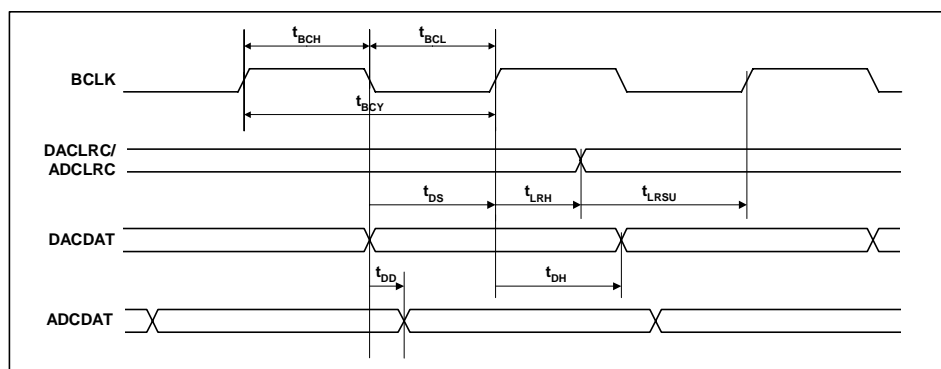 tBCH
tBCL
BCLK
tBCY
DACLRC/
ADCLRC
tDS
tLRH
tLRSU
DACDAT
tDD
tDH
ADCDAT